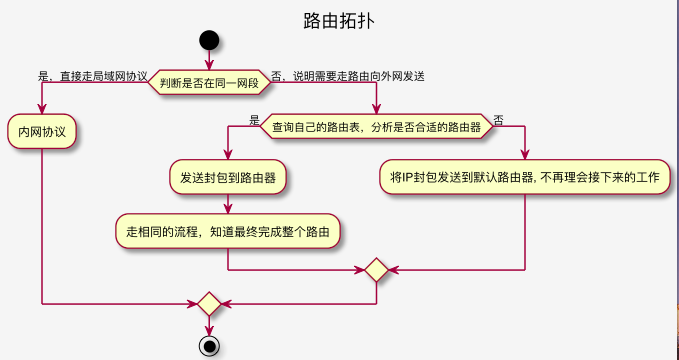 路由拓扑
是，直接走局域网协议
判断是否在同一网段
否，说明需要走路由向外网发送
内网协议
是
查询自己的路由表，分析是否合适的路由器
否
发送封包到路由器
将IP封包发送到默认路由器, 不再理会接下来的工作
走相同的流程，知道最终完成整个路由